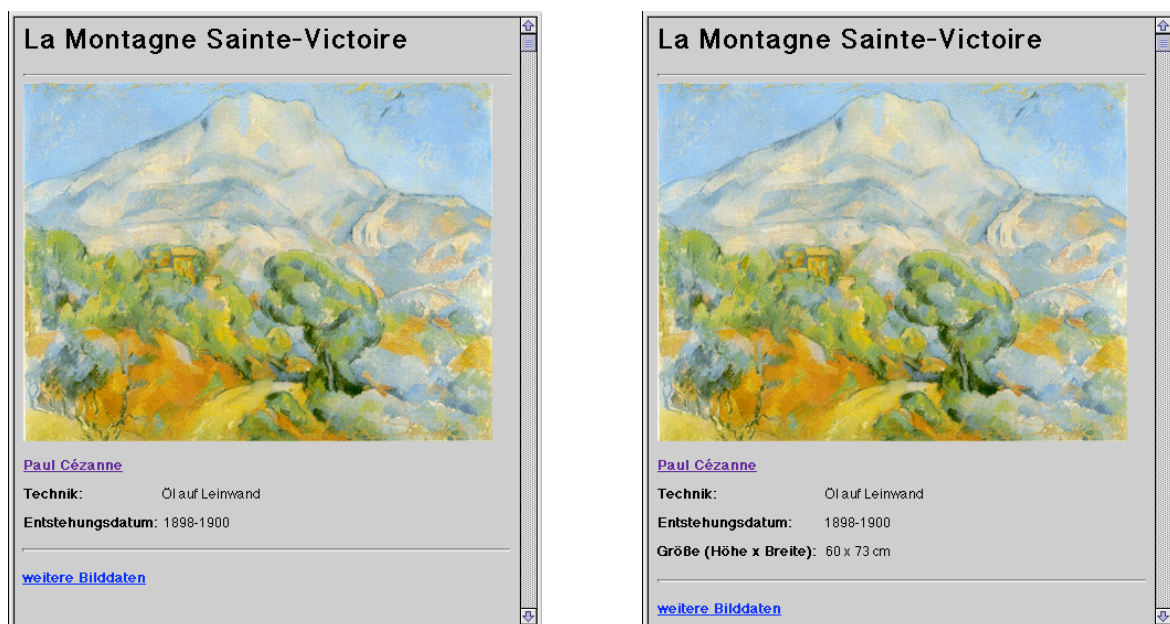 La Montagne Sainte-Victoire
Paul Cézanne
Technik: Öl auf Leinwand
Entstehungsdatum: 1898-1900
weitere Bilddaten
La Montagne Sainte-Victoire
Paul Cézanne
Technik: Öl auf Leinwand
Entstehungsdatum: 1898-1900
Größe (Höhe x Breite): 60 x 73 cm
weitere Bilddaten